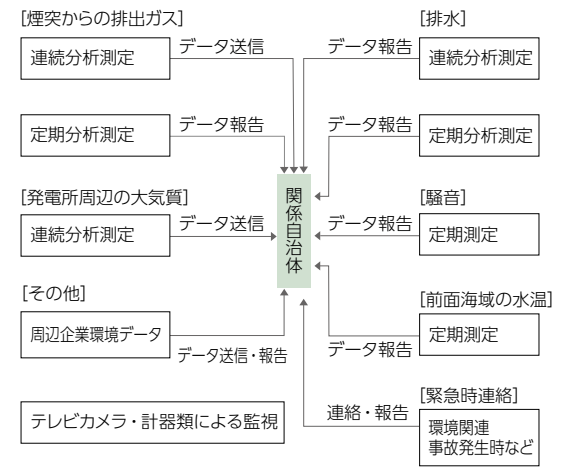 [煙突からの排出ガス]
連続分析測定
データ送信
定期分析測定
データ報告
[発電所周辺の大気質]
連続分析測定
データ送信
[その他]
周辺企業環境データ
データ送信・報告
テレビカメラ・計器類による監視
関係自治体
[排水]
データ報告
連続分析測定
データ報告
定期分析測定
[騒音]
データ報告
定期測定
[前面海域の水温]
データ報告
定期測定
[緊急時連絡]
連絡・報告
環境関連
事故発生時など